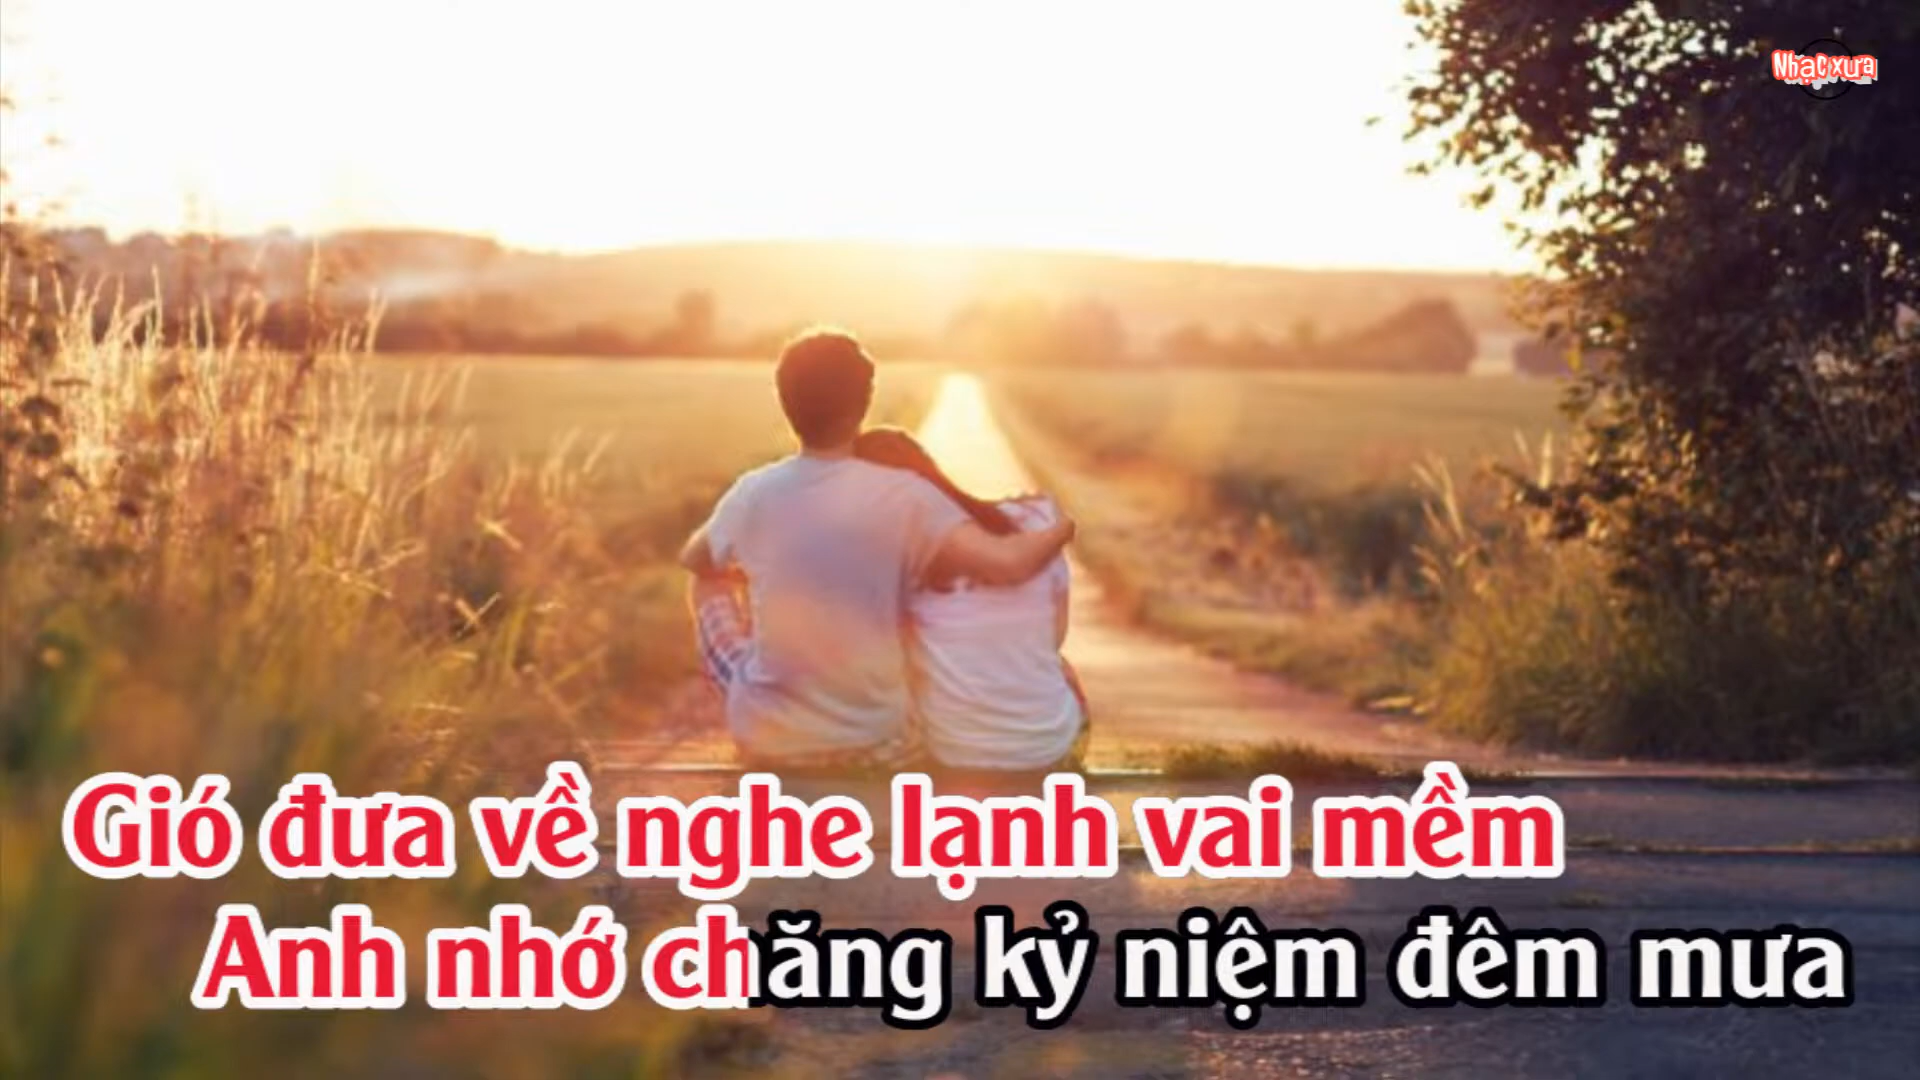 Nhạc xưa
Gió đưa về nghe lạnh vai mềm
Anh nhớ chăng kỷ niệm đêm mưa